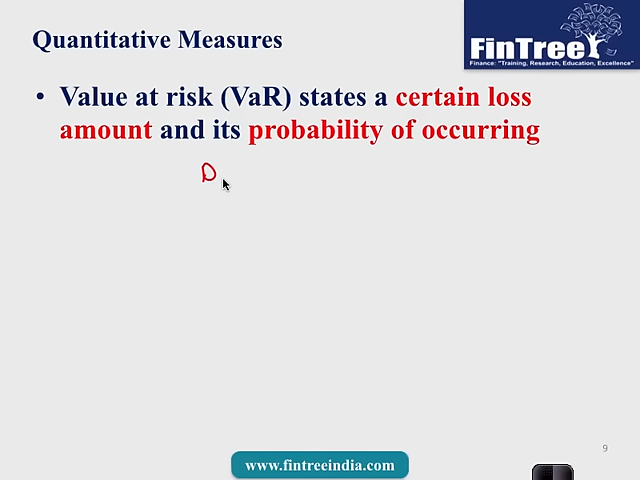 Quantitative Measures
FinTree
Finance: "Training, Research, Education, Excellence"
• Value at risk (VaR) states a certain loss
amount and its probability of occurring
D
9
www.fintreeindia.com